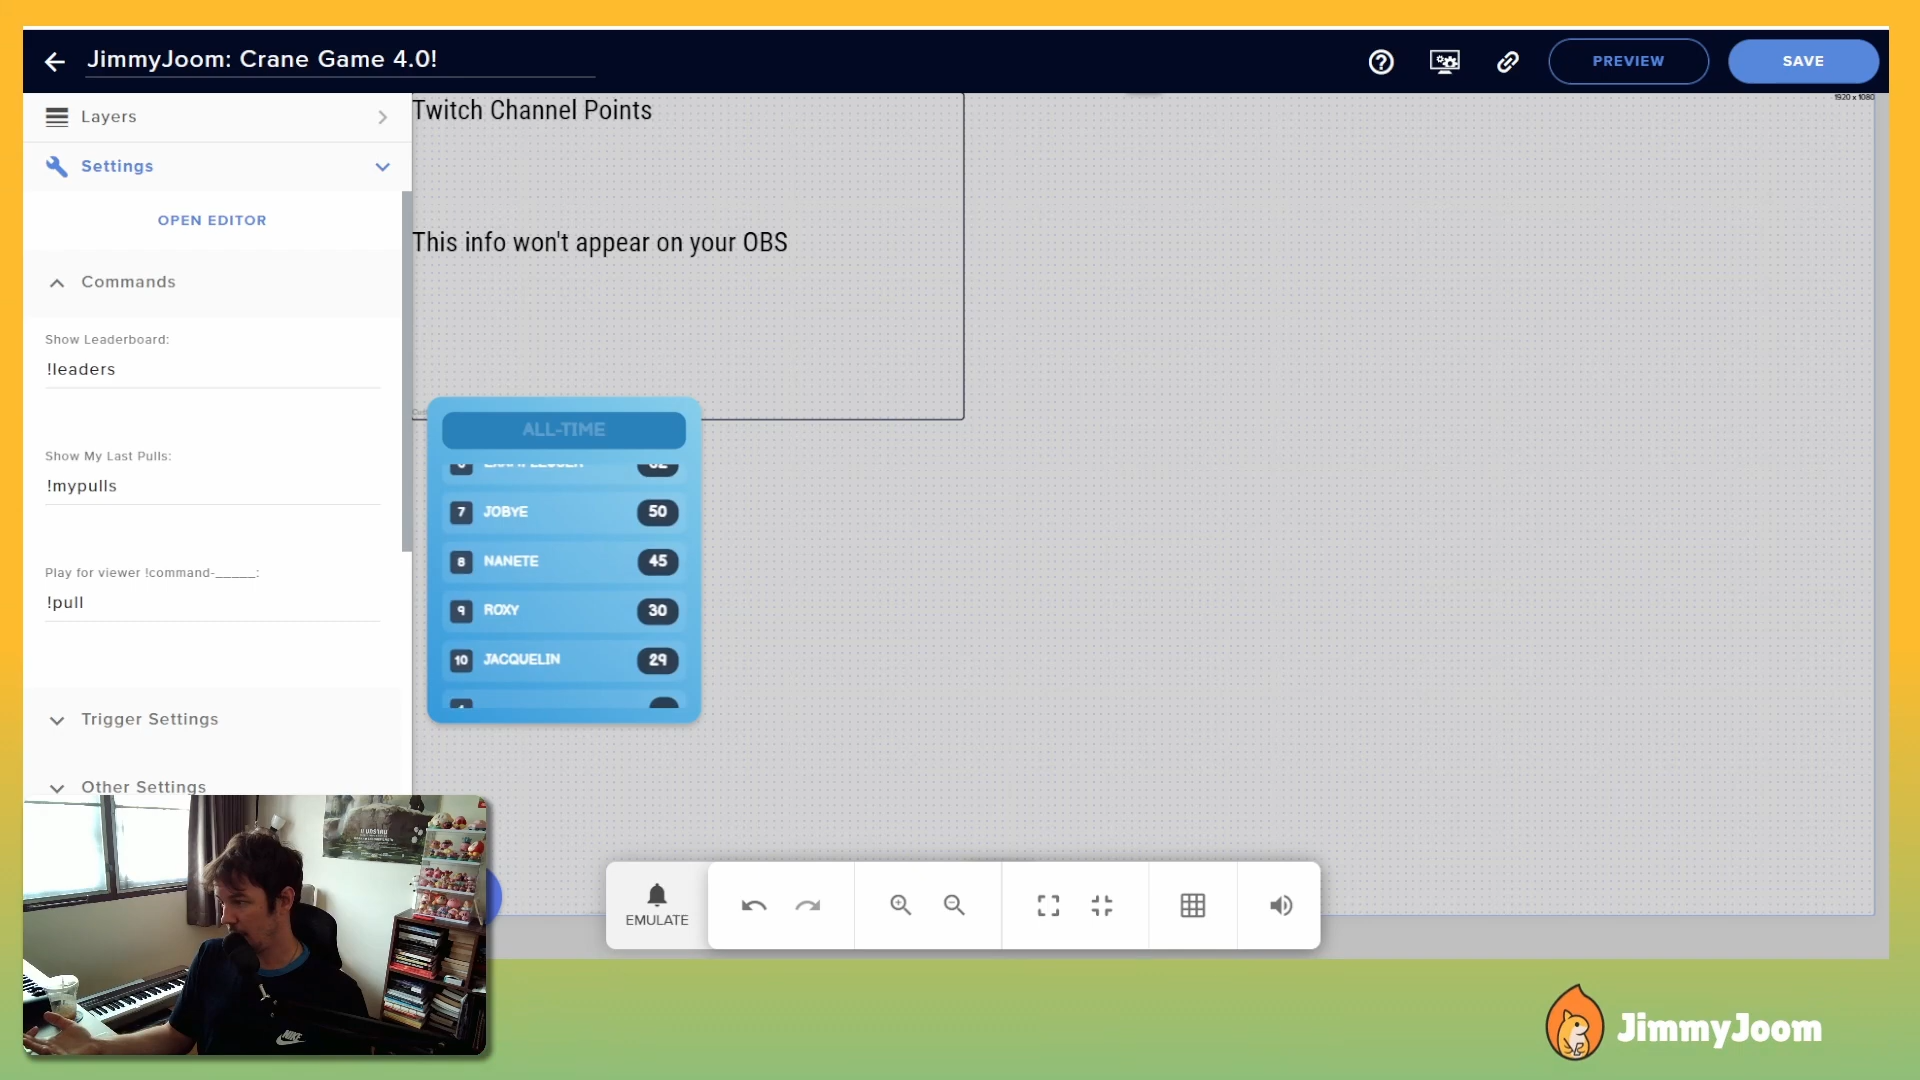 JimmyJoom: Crane Game 4.0!
PREVIEW
SAVE
Layers
Settings
OPEN EDITOR
Commands
Show Leaderboard:
!leaders
Show My Last Pulls:
!mypulls
Play for viewer !command-_____:
!pull
Trigger Settings
Other Settings
Twitch Channel Points
This info won't appear on your OBS
1920 x 1080
ALL-TIME
7 JOBYE 50
8 NANETE 45
9 ROXY 30
10 JACQUELIN 29
EMULATE
JimmyJoom